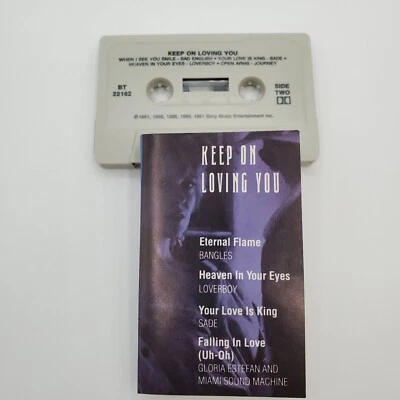 KEEP ON LOVING YOU
WHEN I SEE YOU SMILE - BAD ENGLISH • YOUR LOVE IS KING - SADE •
HEAVEN IN YOUR EYES - LOVERBOY • OPEN ARMS - JOURNEY
BT
22162
SIDE
TWO
Sony Music Entertainment Inc.
KEEP ON
LOVING YOU
Eternal Flame
BANGLES
Heaven In Your Eyes
LOVERBOY
Your Love Is King
SADE
Falling In Love
(Uh-Oh)
GLORIA ESTEFAN AND
MIAMI SOUND MACHINE